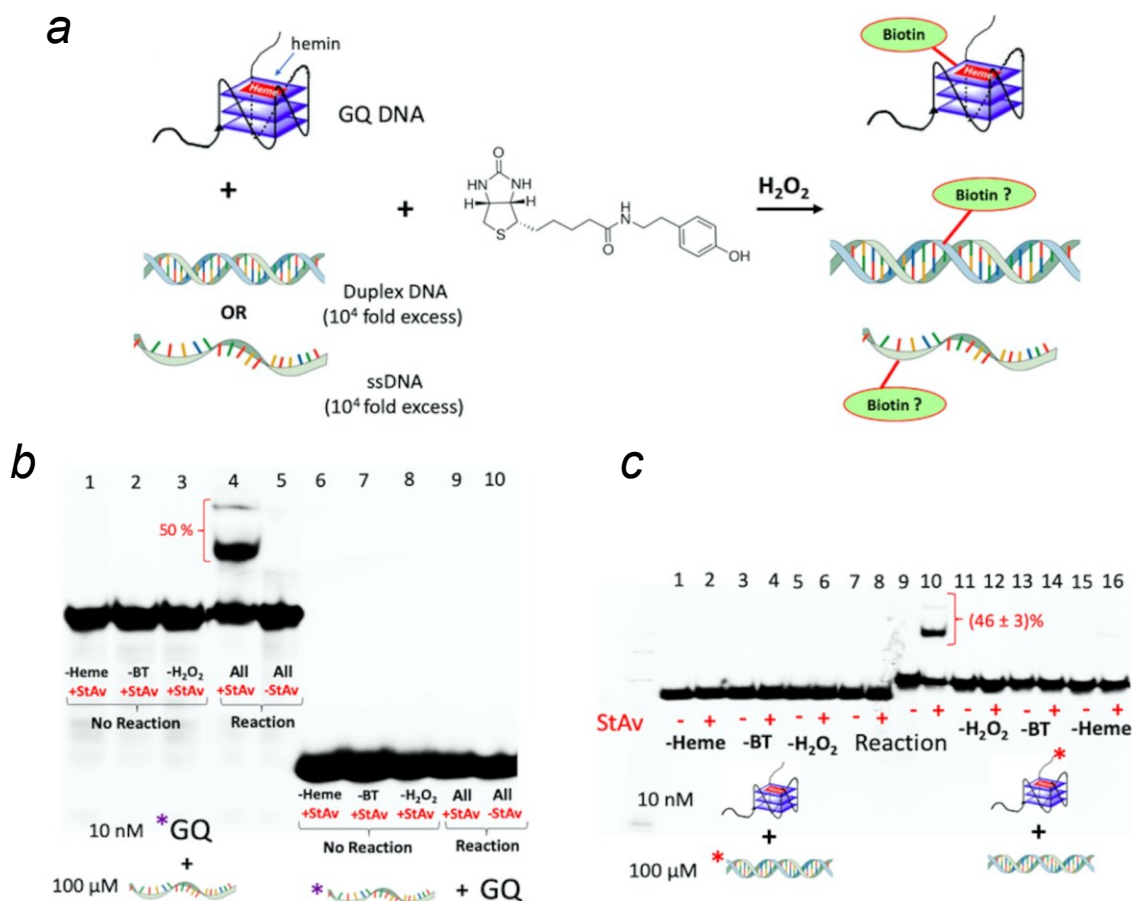 a
hemin
Heme
GQ DNA
+
+
O
HN NH
H H
S
H
N
O
OH
H₂O₂
Duplex DNA
(10⁴ fold excess)
OR
ssDNA
(10⁴ fold excess)
Biotin
Heme
Biotin ?
Biotin ?
b
1 2 3 4 5 6 7 8 9 10
50 %
-Heme -BT -H₂O₂ All All
+StAv +StAv +StAv +StAv -StAv
No Reaction Reaction
-Heme -BT -H₂O₂ All All
+StAv +StAv +StAv +StAv -StAv
No Reaction Reaction
10 nM *GQ
+
100 µM
* + GQ
c
1 2 3 4 5 6 7 8 9 10 11 12 13 14 15 16
(46 ± 3)%
StAv - + - + - + - + - + - + - + - +
-Heme -BT -H₂O₂ Reaction -H₂O₂ -BT -Heme
*
10 nM
+ +
100 µM *